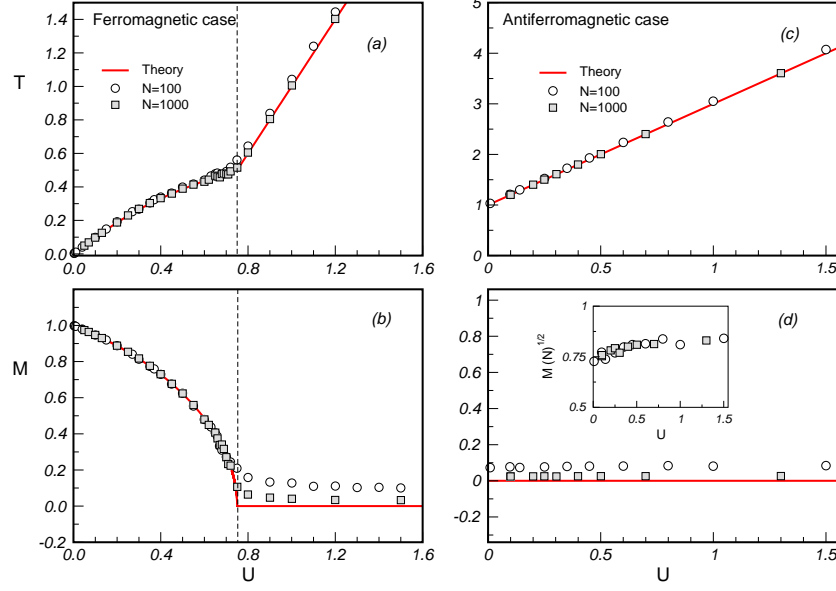 Ferromagnetic case
(a)
T
Theory
N=100
N=1000
1.4
1.2
1.0
0.8
0.6
0.4
0.2
0.0
0.0 0.4 0.8 1.2 1.6
Antiferromagnetic case
(c)
Theory
N=100
N=1000
5
4
3
2
1
0
0 0.5 1 1.5
(b)
M
1.0
0.8
0.6
0.4
0.2
0.0
-0.2
0.0 0.4 0.8 1.2 1.6
U
(d)
1
0.8
0.6
0.4
0.2
0
-0.2
0 0.5 1 1.5
U
M (N)1/2
1
0.75
0.5
0 0.5 1 1.5
U